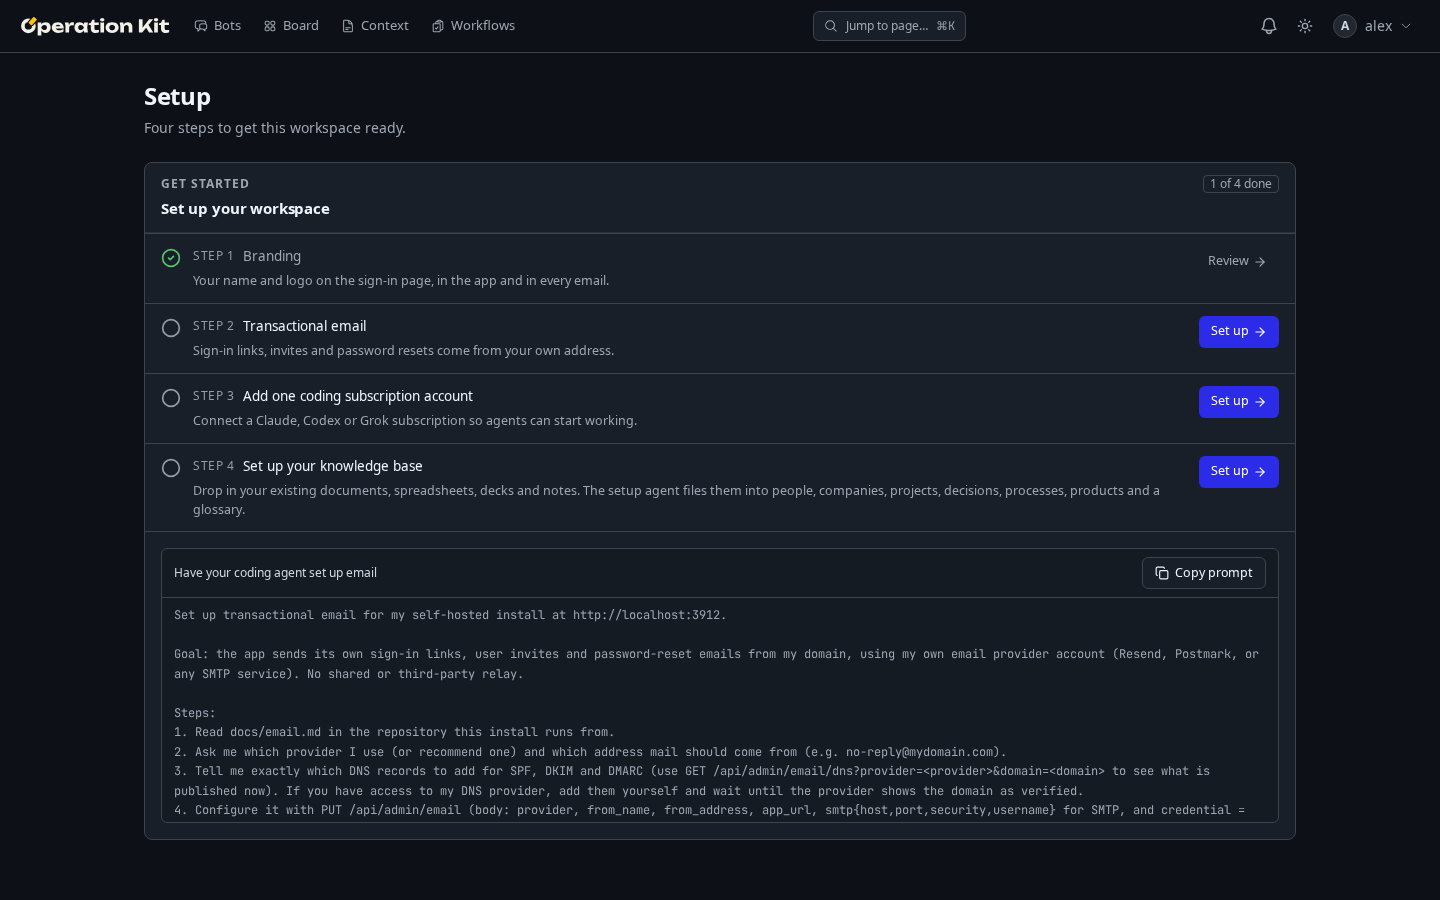 Operation Kit
Bots
Board
Context
Workflows
Jump to page... ⌘K
A
alex
Setup
Four steps to get this workspace ready.
GET STARTED
1 of 4 done
Set up your workspace
STEP 1 Branding
Your name and logo on the sign-in page, in the app and in every email.
Review →
STEP 2 Transactional email
Sign-in links, invites and password resets come from your own address.
Set up →
STEP 3 Add one coding subscription account
Connect a Claude, Codex or Grok subscription so agents can start working.
Set up →
STEP 4 Set up your knowledge base
Drop in your existing documents, spreadsheets, decks and notes. The setup agent files them into people, companies, projects, decisions, processes, products and a
glossary.
Set up →
Have your coding agent set up email
Copy prompt
Set up transactional email for my self-hosted install at http://localhost:3912.
Goal: the app sends its own sign-in links, user invites and password-reset emails from my domain, using my own email provider account (Resend, Postmark, or
any SMTP service). No shared or third-party relay.
Steps:
1. Read docs/email.md in the repository this install runs from.
2. Ask me which provider I use (or recommend one) and which address mail should come from (e.g. no-reply@mydomain.com).
3. Tell me exactly which DNS records to add for SPF, DKIM and DMARC (use GET /api/admin/email/dns?provider=<provider>&domain=<domain> to see what is
published now). If you have access to my DNS provider, add them yourself and wait until the provider shows the domain as verified.
4. Configure it with PUT /api/admin/email (body: provider, from_name, from_address, app_url, smtp{host,port,security,username} for SMTP, and credential =